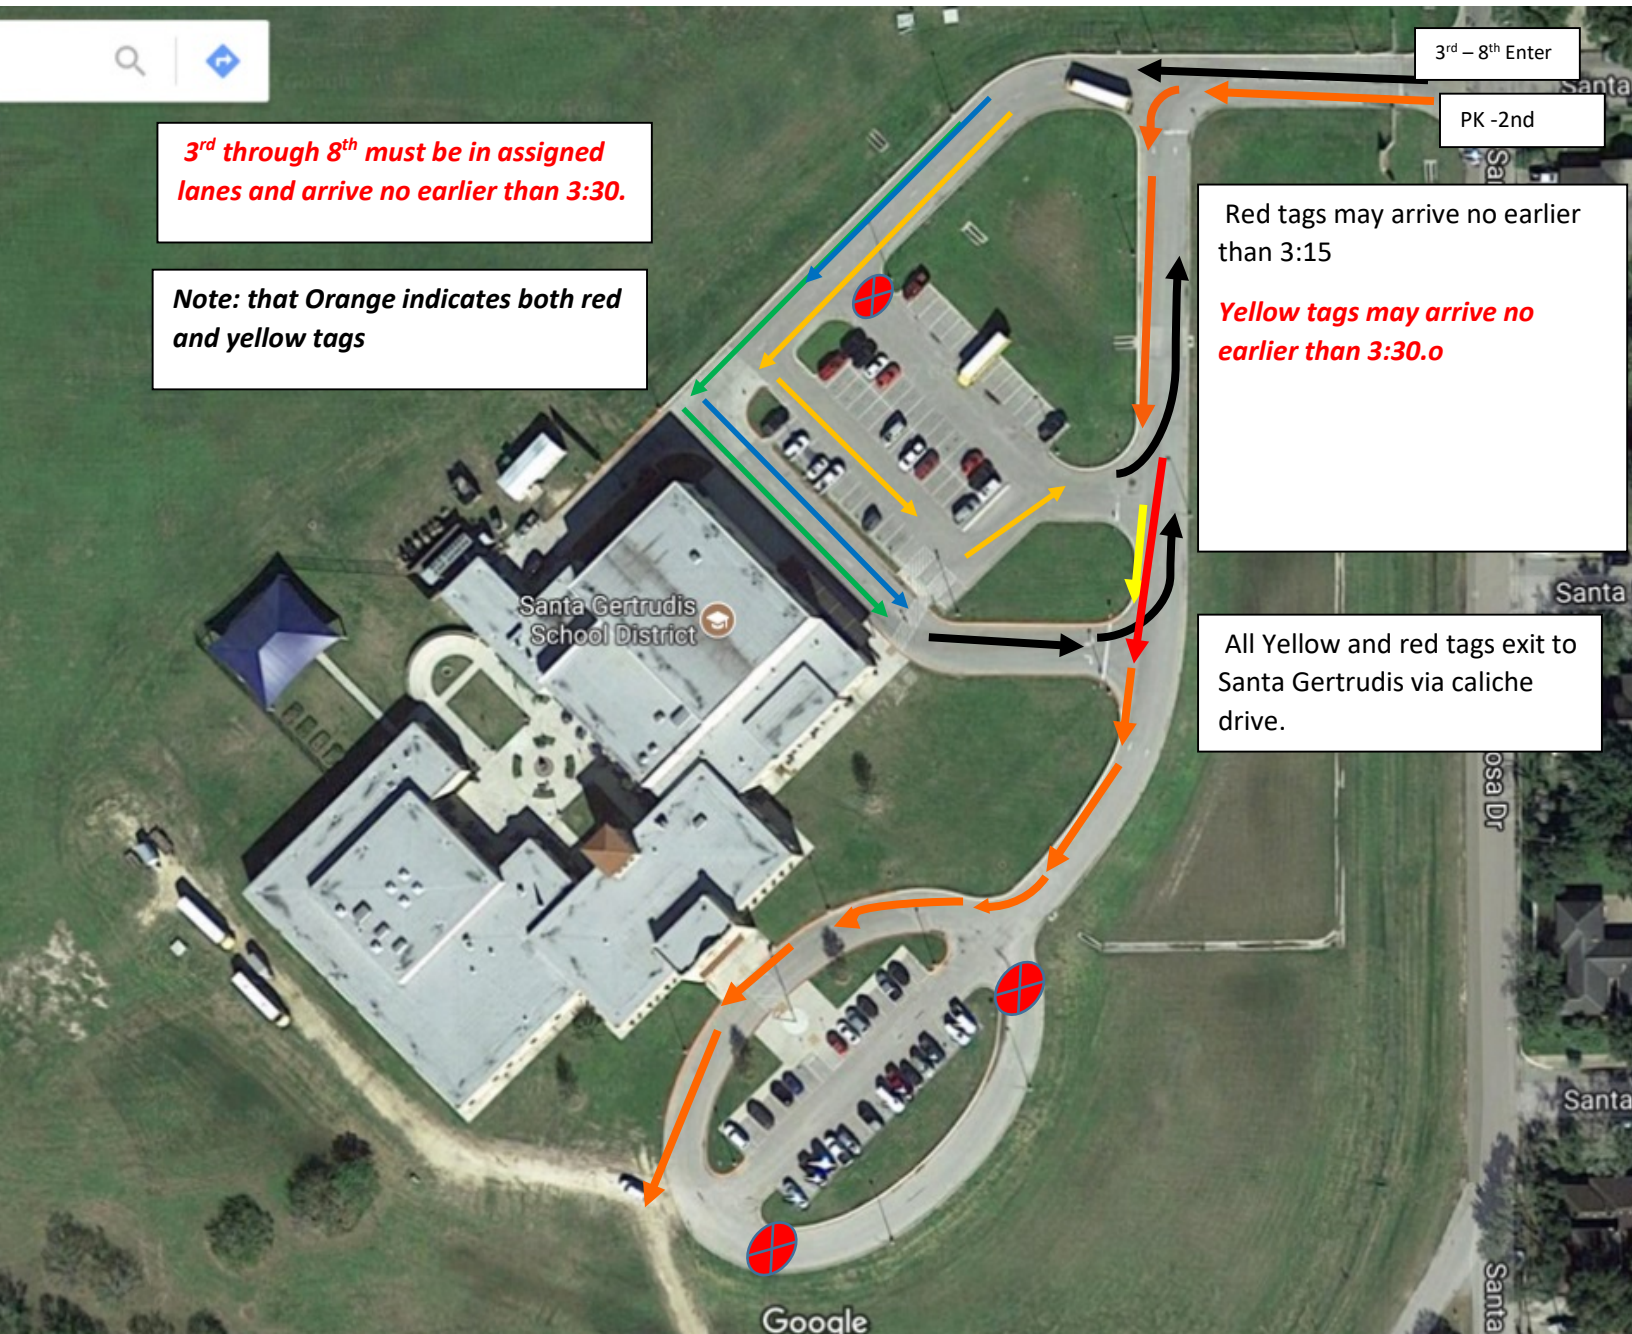 3rd – 8th Enter
Santa
PK -2nd
3rd through 8th must be in assigned
lanes and arrive no earlier than 3:30.
Note: that Orange indicates both red
and yellow tags
Red tags may arrive no earlier
than 3:15
Yellow tags may arrive no
earlier than 3:30.o
Santa Gertrudis
School District
Santa
All Yellow and red tags exit to
Santa Gertrudis via caliche
drive.
osa Dr
Santa
Santa
Google